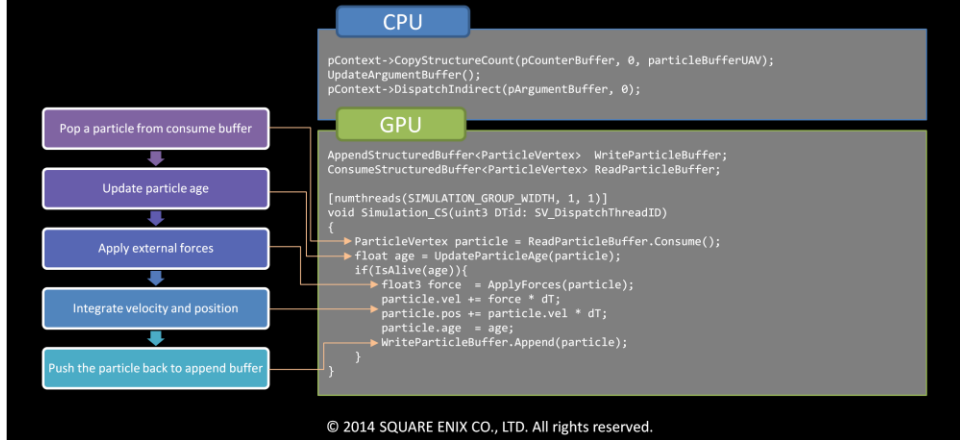 CPU
pContext->CopyStructureCount(pCounterBuffer, 0, particleBufferUAV);
UpdateArgumentBuffer();
pContext->DispatchIndirect(pArgumentBuffer, 0);
Pop a particle from consume buffer
Update particle age
Apply external forces
Integrate velocity and position
Push the particle back to append buffer
GPU
AppendStructuredBuffer<ParticleVertex>  WriteParticleBuffer;
ConsumeStructuredBuffer<ParticleVertex> ReadParticleBuffer;
[numthreads(SIMULATION_GROUP_WIDTH, 1, 1)]
void Simulation_CS(uint3 DTid: SV_DispatchThreadID)
{
    ParticleVertex particle = ReadParticleBuffer.Consume();
    float age = UpdateParticleAge(particle);
    if(IsAlive(age)){
        float3 force  = ApplyForces(particle);
        particle.vel += force * dT;
        particle.pos += particle.vel * dT;
        particle.age  = age;
        WriteParticleBuffer.Append(particle);
    }
}
© 2014 SQUARE ENIX CO., LTD. All rights reserved.